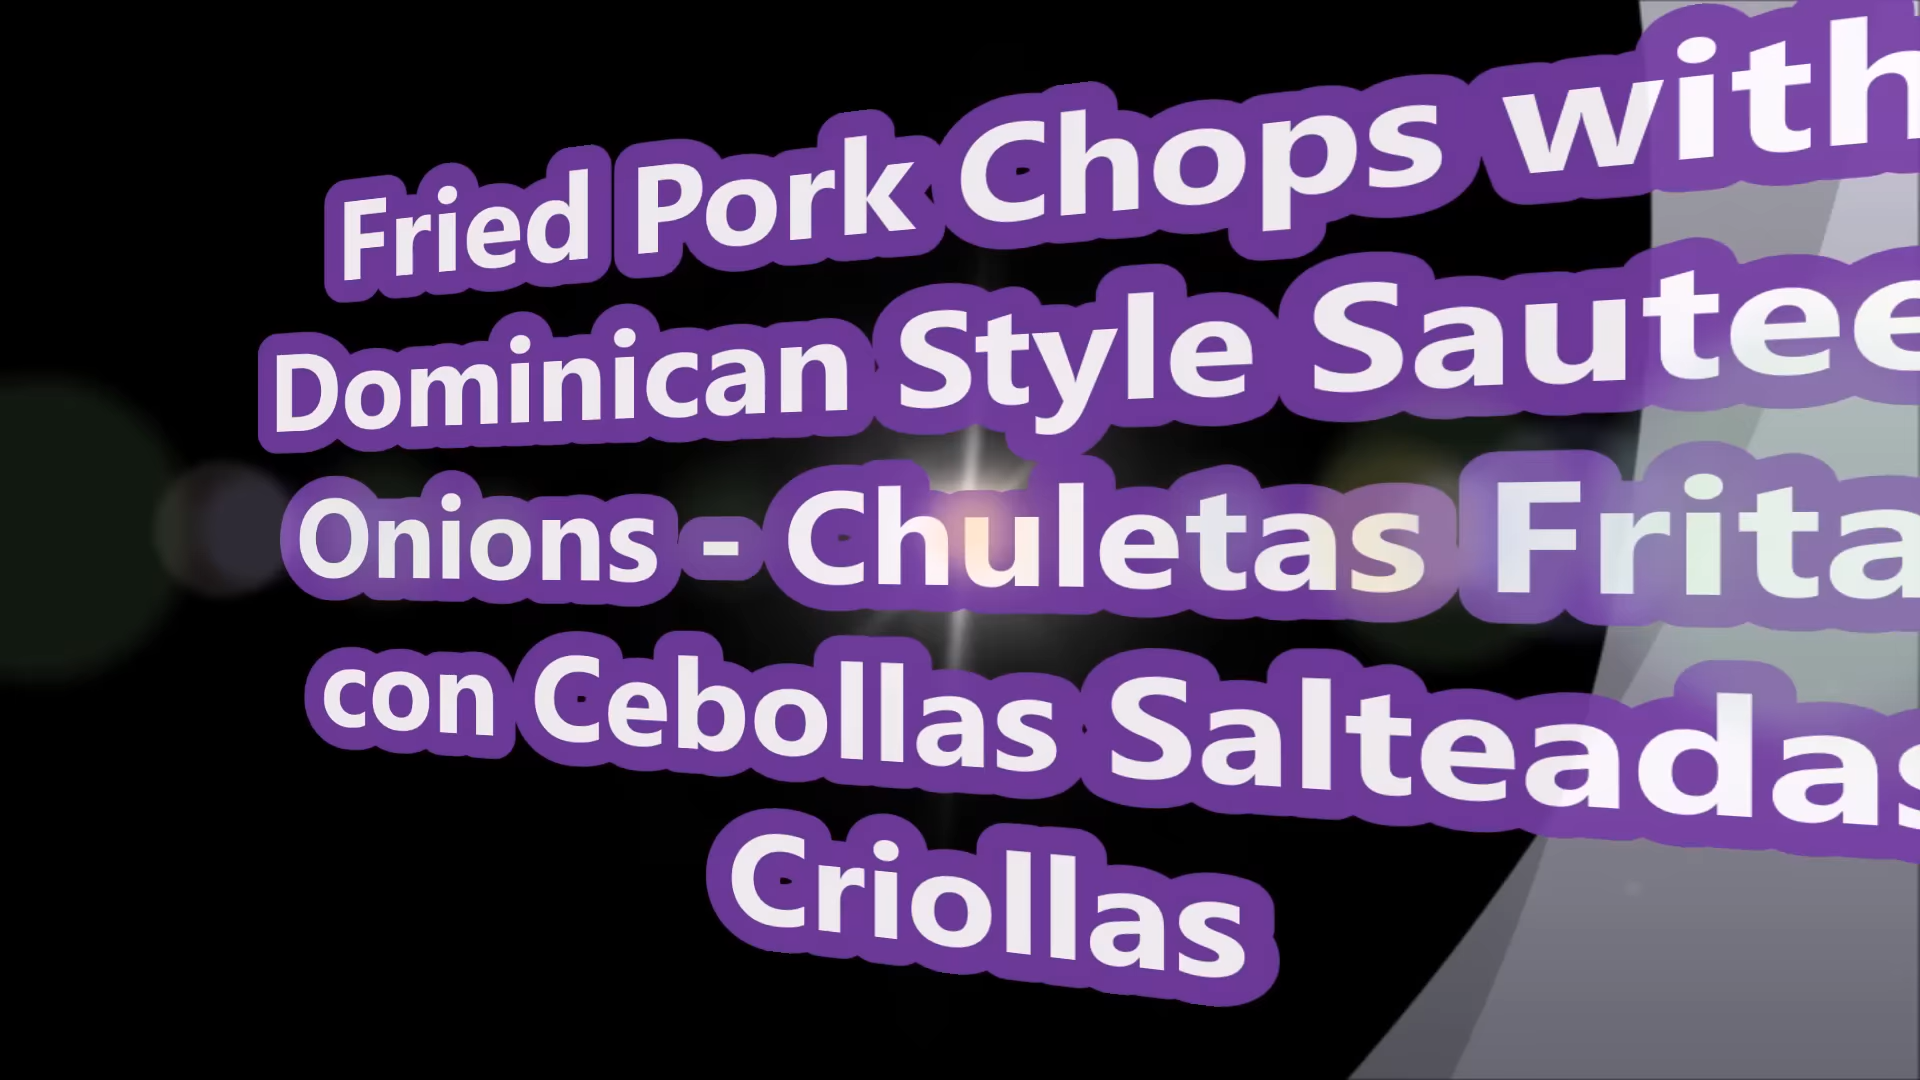 Fried Pork Chops with
Dominican Style Sautee
Onions - Chuletas Frita
con Cebollas Salteadas
Criollas